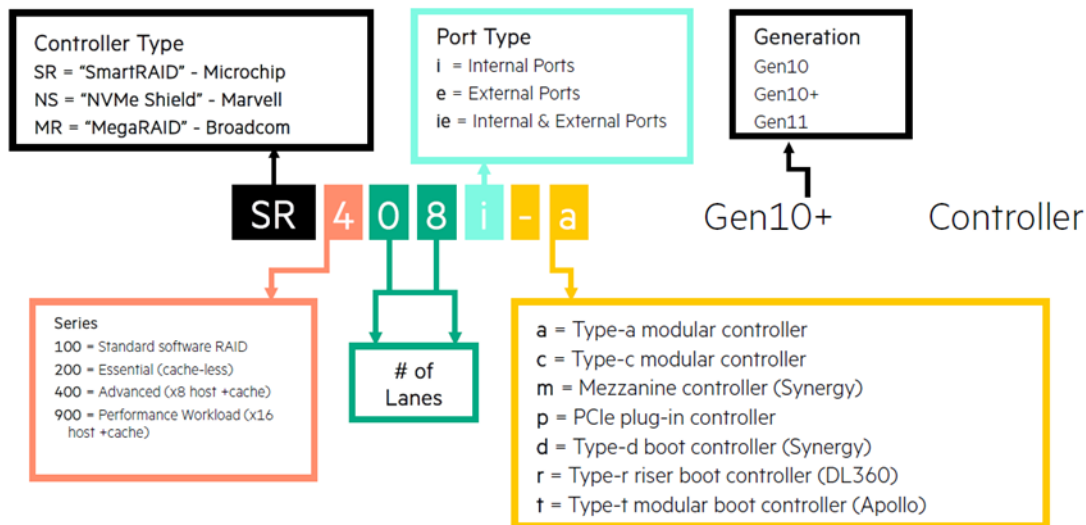 Controller Type
SR = “SmartRAID” - Microchip
NS = “NVMe Shield” - Marvell
MR = “MegaRAID” - Broadcom
Port Type
i = Internal Ports
e = External Ports
ie = Internal & External Ports
Generation
Gen10
Gen10+
Gen11
SR 4 0 8 i - a Gen10+ Controller
Series
100 = Standard software RAID
200 = Essential (cache-less)
400 = Advanced (x8 host +cache)
900 = Performance Workload (x16
host +cache)
# of
Lanes
a = Type-a modular controller
c = Type-c modular controller
m = Mezzanine controller (Synergy)
p = PCIe plug-in controller
d = Type-d boot controller (Synergy)
r = Type-r riser boot controller (DL360)
t = Type-t modular boot controller (Apollo)